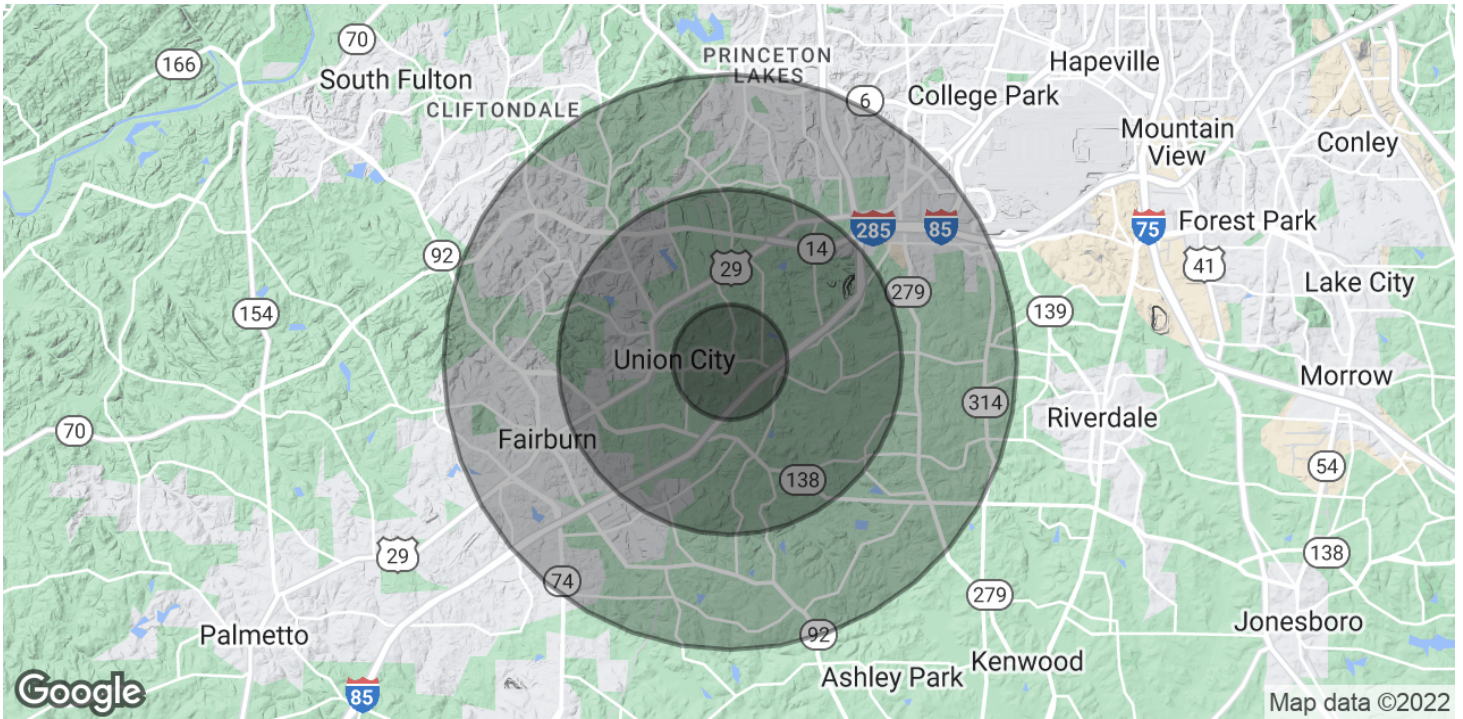 70
166
South Fulton
CLIFTONDALE
PRINCETON
LAKES
6
College Park
Hapeville
Mountain
View
Conley
92
285
85
75
Forest Park
14
29
41
279
Lake City
154
139
Union City
Morrow
314
Riverdale
70
Fairburn
54
138
29
138
74
279
92
Jonesboro
Palmetto
Kenwood
Ashley Park
85
Google
Map data ©2022